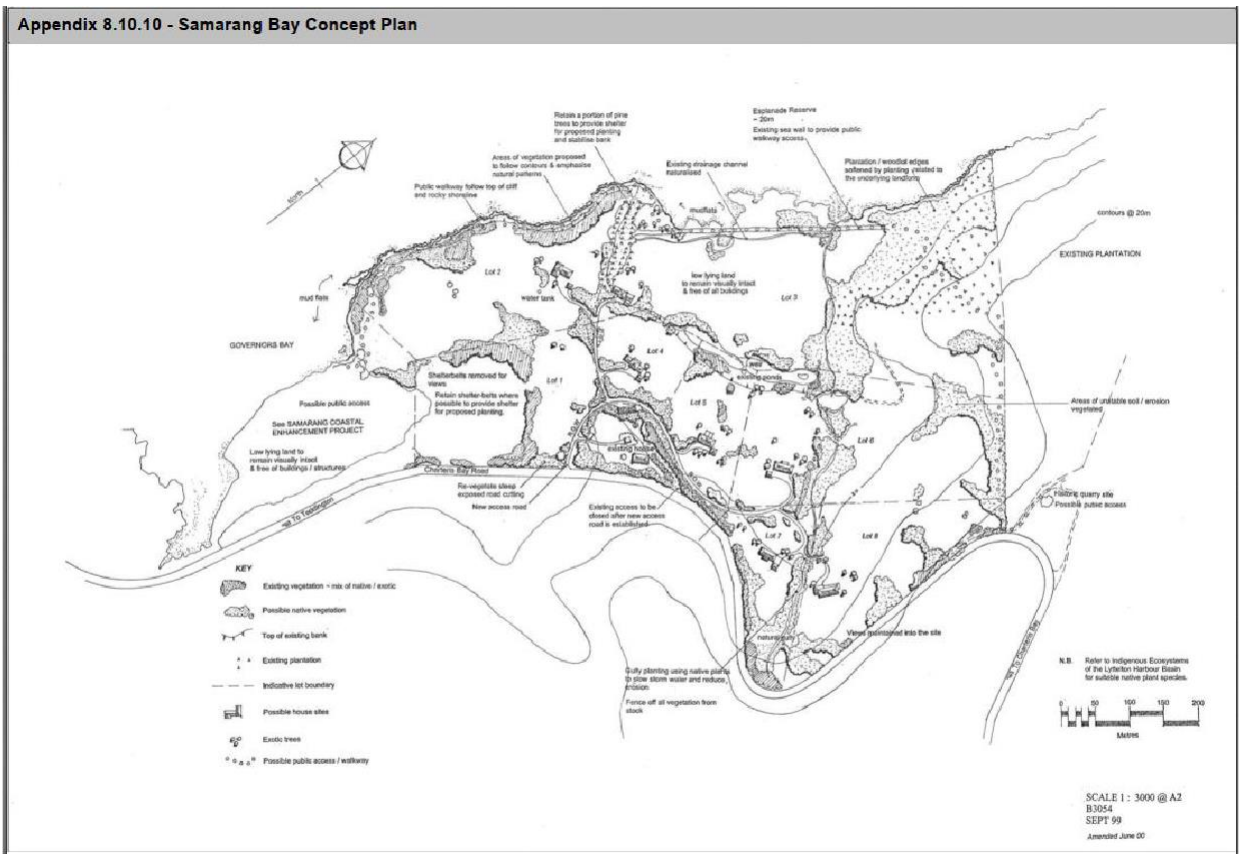 Appendix 8.10.10 - Samarang Bay Concept Plan
Retain a portion of pine
trees to provide shelter
for proposed planting
and stabilise bank
Esplanade Reserve
~ 20m
Existing sea wall to provide public
walkway access
Areas of vegetation proposed
to follow contours & emphasise
natural patterns
Existing drainage channel
naturalised
Plantation / woodlot edges
softened by planting related to
the underlying landform
Public walkway follow top of cliff
and rocky shoreline
North
mudflats
contours @ 20m
EXISTING PLANTATION
Lot 2
water tank
low lying land
to remain visually intact
& free of all buildings
Lot 3
mud flats
GOVERNORS BAY
Lot 4
existing ponds
Shelterbelts removed for
views
Lot 1
Retain shelter-belts where
possible to provide shelter
for proposed planting.
Lot 5
Possible public access
See SAMARANG COASTAL
ENHANCEMENT PROJECT
Areas of unstable soil / erosion
vegetated
Low lying land to
remain visually intact
& free of buildings / structures
existing house
Lot 6
Charteris Bay Road
Re-vegetate steep
exposed road cutting
New access road
Existing access to be
closed after new access
road is established
Historic quarry site
Possible public access
Lot 7
Lot 8
Views maintained into the site
Gully planting using native plants
to slow storm water and reduce
erosion
Fence off all vegetation from
stock
KEY
Existing vegetation - mix of native / exotic
Possible native vegetation
Top of existing bank
Existing plantation
Indicative lot boundary
Possible house sites
Exotic trees
Possible public access / walkway
N.B. Refer to Indigenous Ecosystems
of the Lyttelton Harbour Basin
for suitable native plant species.
0 50 100 150 200
Metres
SCALE 1 : 3000 @ A2
B3054
SEPT 99
Amended June 00